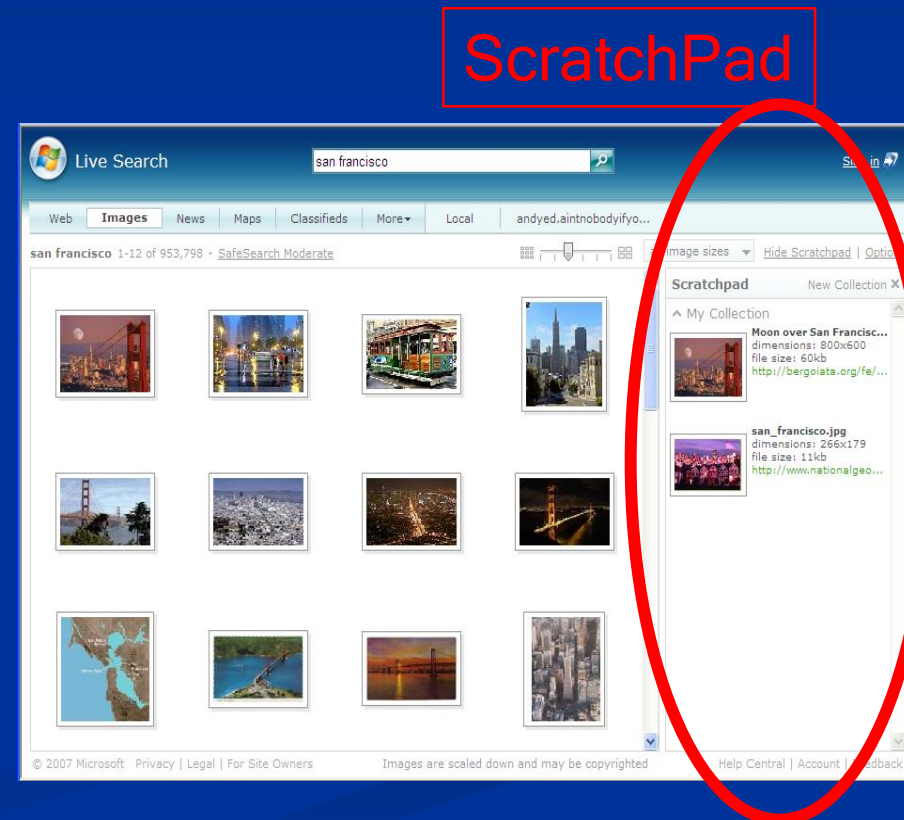 ScratchPad
Live Search
san francisco
Web Images News Maps Classifieds More Local andyed.aintnobodyifyo...
san francisco 1-12 of 953,798 · SafeSearch Moderate
image sizes Hide Scratchpad |
Scratchpad New Collection X
My Collection
Moon over San Francisc...
dimensions: 800x600
file size: 60kb
http://bergoiata.org/fe/...
san_francisco.jpg
dimensions: 266x179
file size: 11kb
http://www.nationalgeo...
© 2007 Microsoft Privacy | Legal | For Site Owners Images are scaled down and may be copyrighted Help Central | Account |